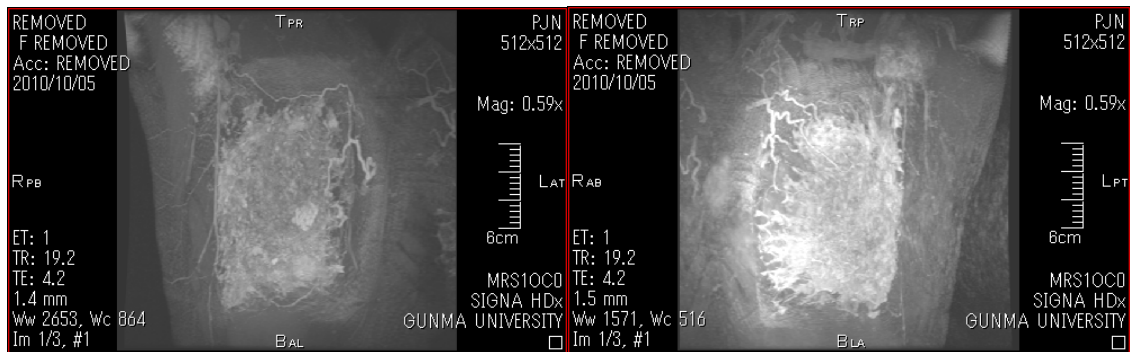 REMOVED
F REMOVED
Acc: REMOVED
2010/10/05
TPR
PJN
512x512
Mag: 0.59x
RPB
LAT
6cm
ET: 1
TR: 19.2
TE: 4.2
1.4 mm
Ww 2653, Wc 864
Im 1/3, #1
MRS1OC0
SIGNA HDx
GUNMA UNIVERSITY
BAL
REMOVED
F REMOVED
Acc: REMOVED
2010/10/05
TRP
PJN
512x512
Mag: 0.59x
RAB
LPT
6cm
ET: 1
TR: 19.2
TE: 4.2
1.5 mm
Ww 1571, Wc 516
Im 1/3, #1
MRS1OC0
SIGNA HDx
GUNMA UNIVERSITY
BLA